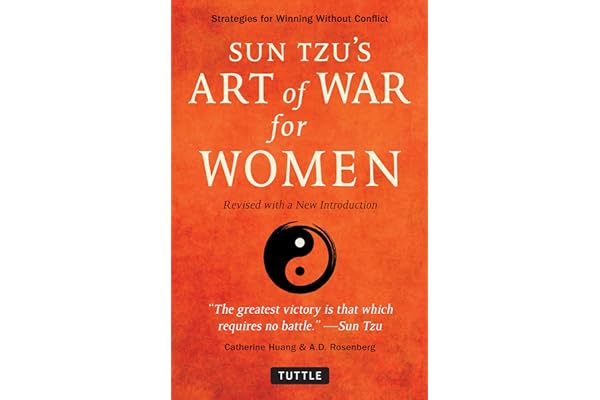 Strategies for Winning Without Conflict
SUN TZU'S
ART of WAR
for
WOMEN
Revised with a New Introduction
“The greatest victory is that which
requires no battle.” —Sun Tzu
Catherine Huang & A.D. Rosenberg
TUTTLE